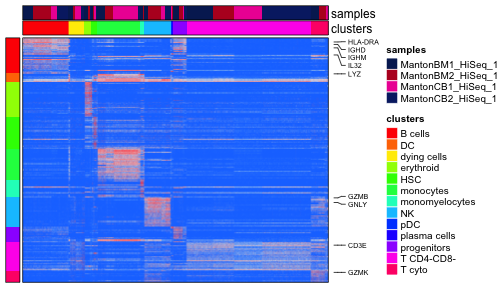 samples
clusters
HLA-DRA
IGHD
IGHM
IL32
LYZ
GZMB
GNLY
CD3E
GZMK
samples
MantonBM1_HiSeq_1
MantonBM2_HiSeq_1
MantonCB1_HiSeq_1
MantonCB2_HiSeq_1
clusters
B cells
DC
dying cells
erythroid
HSC
monocytes
monomyelocytes
NK
pDC
plasma cells
progenitors
T CD4-CD8-
T cyto